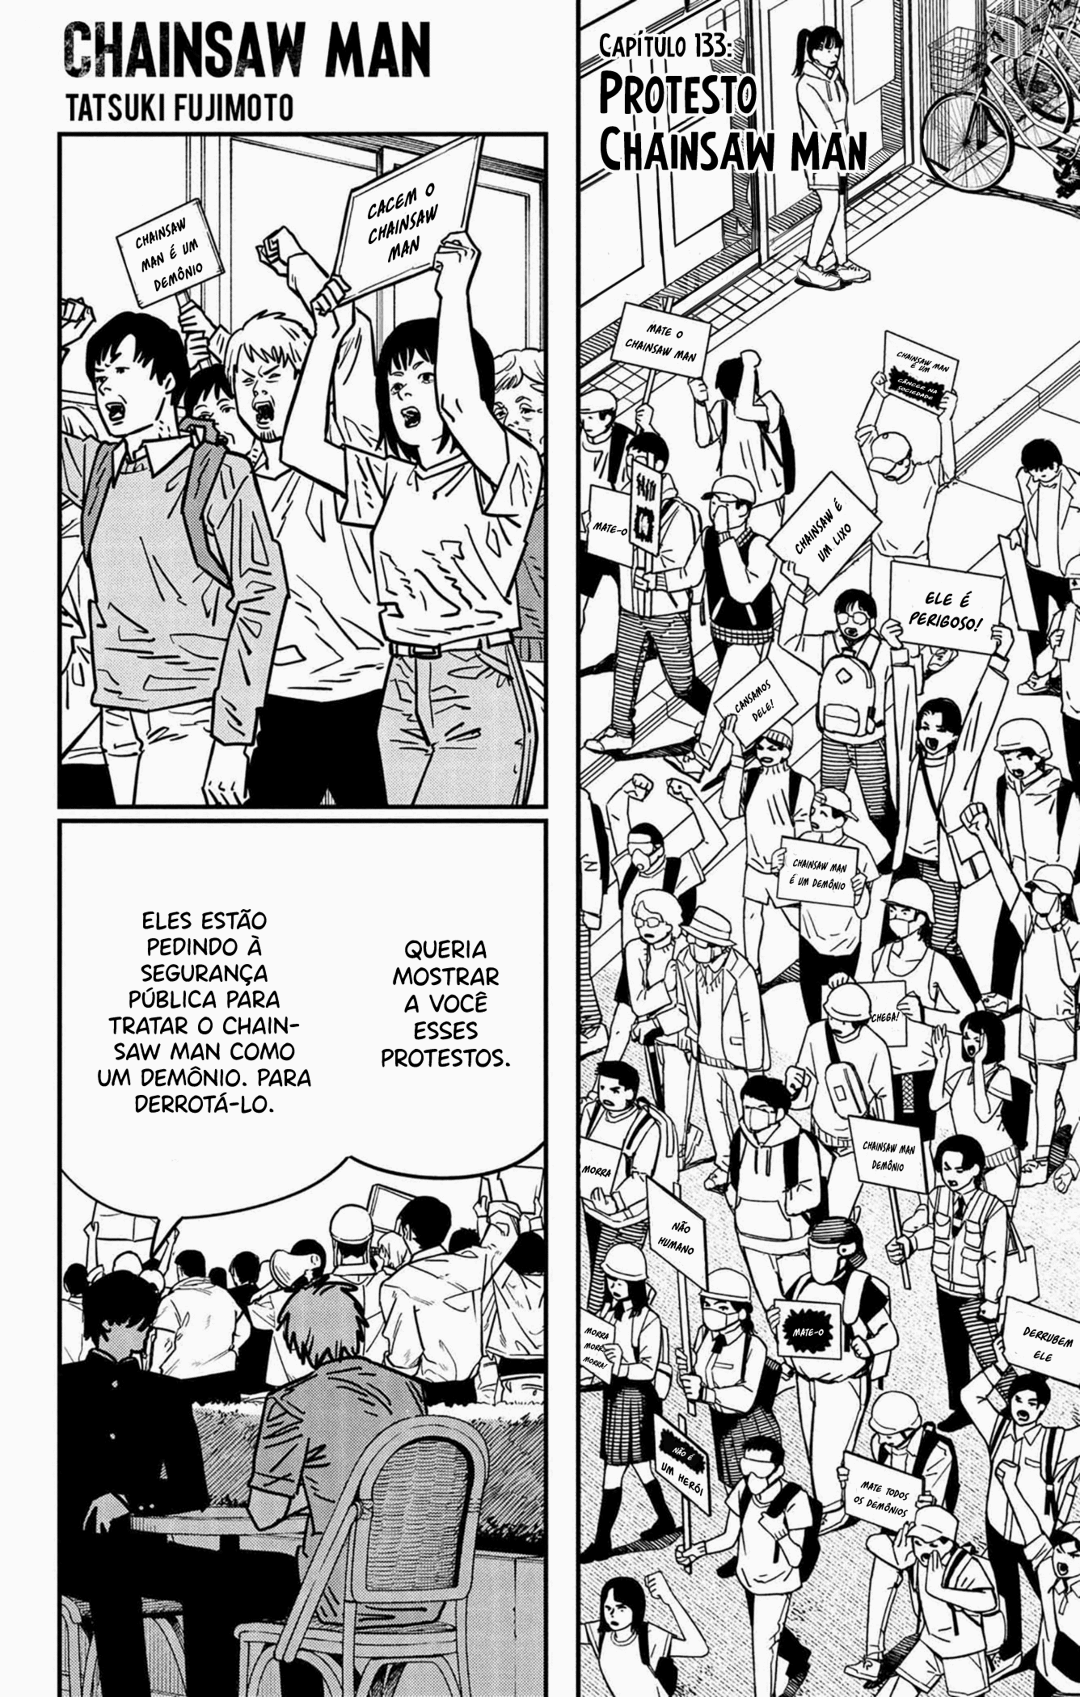 CHAINSAW MAN
TATSUKI FUJIMOTO
CAPÍTULO 133:
PROTESTO
CHAINSAW MAN
CHAINSAW
MAN É UM
DEMÔNIO
CACEM O
CHAINSAW
MAN
MATE O
CHAINSAW MAN
CHAINSAW MAN
É UM
CÂNCER NA
SOCIEDADE
MATE-O
CHAINSAW É
UM LIXO
ELE É
PERIGOSO!
CANSAMOS
DELE!
CHAINSAW MAN
É UM DEMÔNIO
CHEGA!
CHAINSAW MAN
DEMÔNIO
MORRA
NÃO
HUMANO
MORRA
MORRA
MORRA!
MATE-O
DERRUBEM
ELE
NÃO É
UM HERÓI
MATE TODOS
OS DEMÔNIOS
QUERIA
MOSTRAR
A VOCÊ
ESSES
PROTESTOS.
ELES ESTÃO
PEDINDO À
SEGURANÇA
PÚBLICA PARA
TRATAR O CHAIN-
SAW MAN COMO
UM DEMÔNIO. PARA
DERROTÁ-LO.